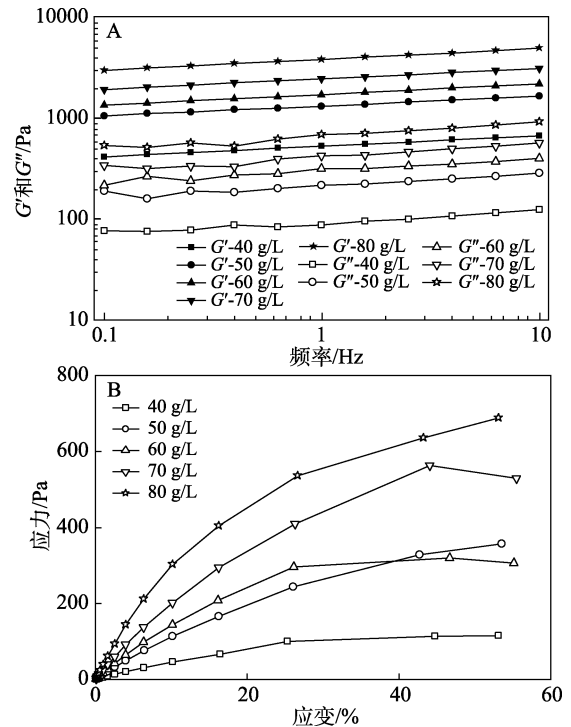 A
10000
1000
100
10
G′和G″/Pa
G′-40 g/L
G′-50 g/L
G′-60 g/L
G′-70 g/L
G′-80 g/L
G″-40 g/L
G″-50 g/L
G″-60 g/L
G″-70 g/L
G″-80 g/L
0.1
1
10
频率/Hz
B
800
600
400
200
0
应力/Pa
40 g/L
50 g/L
60 g/L
70 g/L
80 g/L
0
20
40
60
应变/%